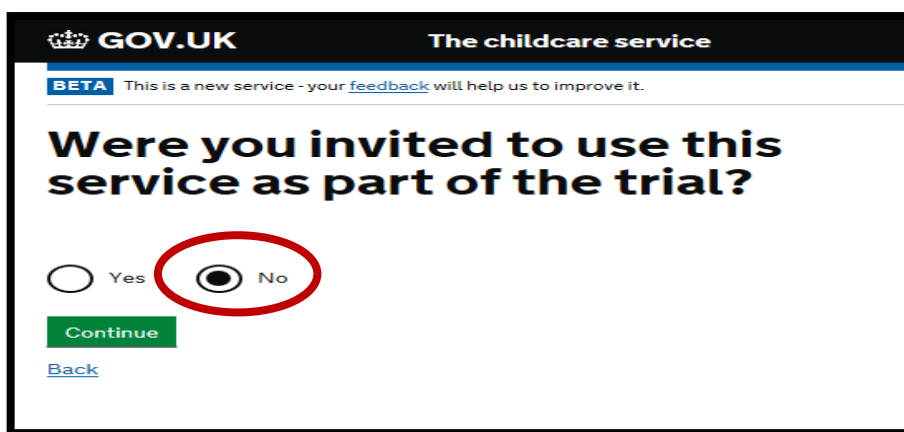 GOV.UK The childcare service
BETA This is a new service - your feedback will help us to improve it.
Were you invited to use this
service as part of the trial?
Yes No
Continue
Back